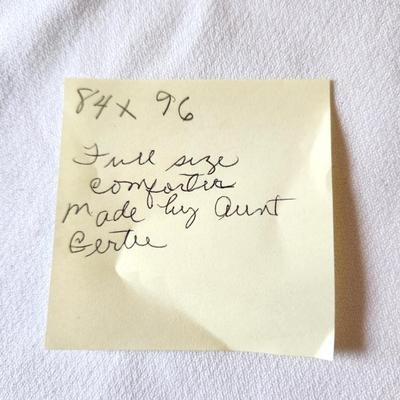 84 x 96
Full size
comforter
made by Aunt
Gertie